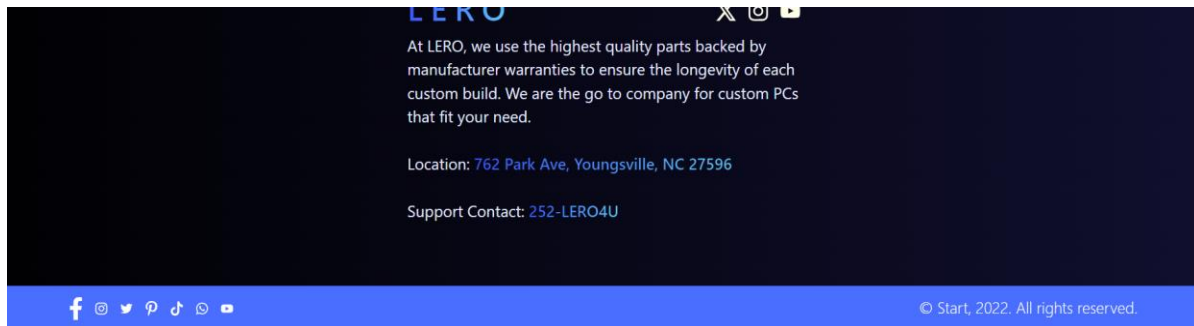 LERO
At LERO, we use the highest quality parts backed by
manufacturer warranties to ensure the longevity of each
custom build. We are the go to company for custom PCs
that fit your need.
Location: 762 Park Ave, Youngsville, NC 27596
Support Contact: 252-LERO4U
© Start, 2022. All rights reserved.